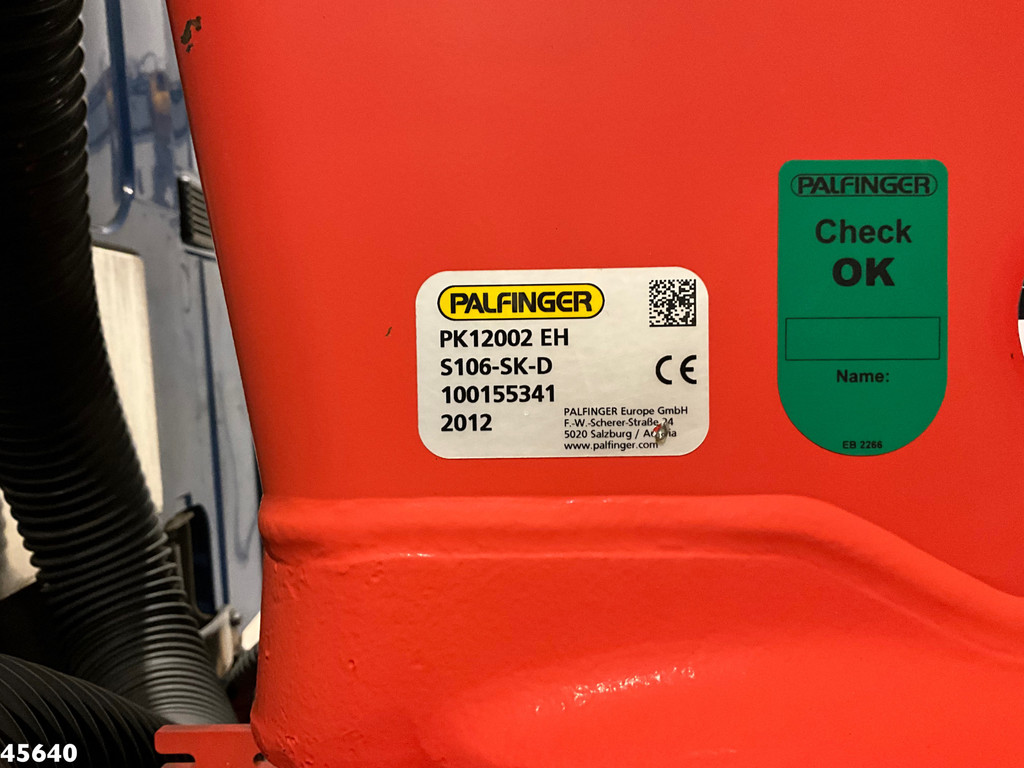 PALFINGER
PK12002 EH
S106-SK-D
100155341
2012
CE
PALFINGER Europe GmbH
F.-W.-Scherer-Straße 24
5020 Salzburg /
www.palfinger.com
PALFINGER
Check
OK
Name:
EB 2266
45640